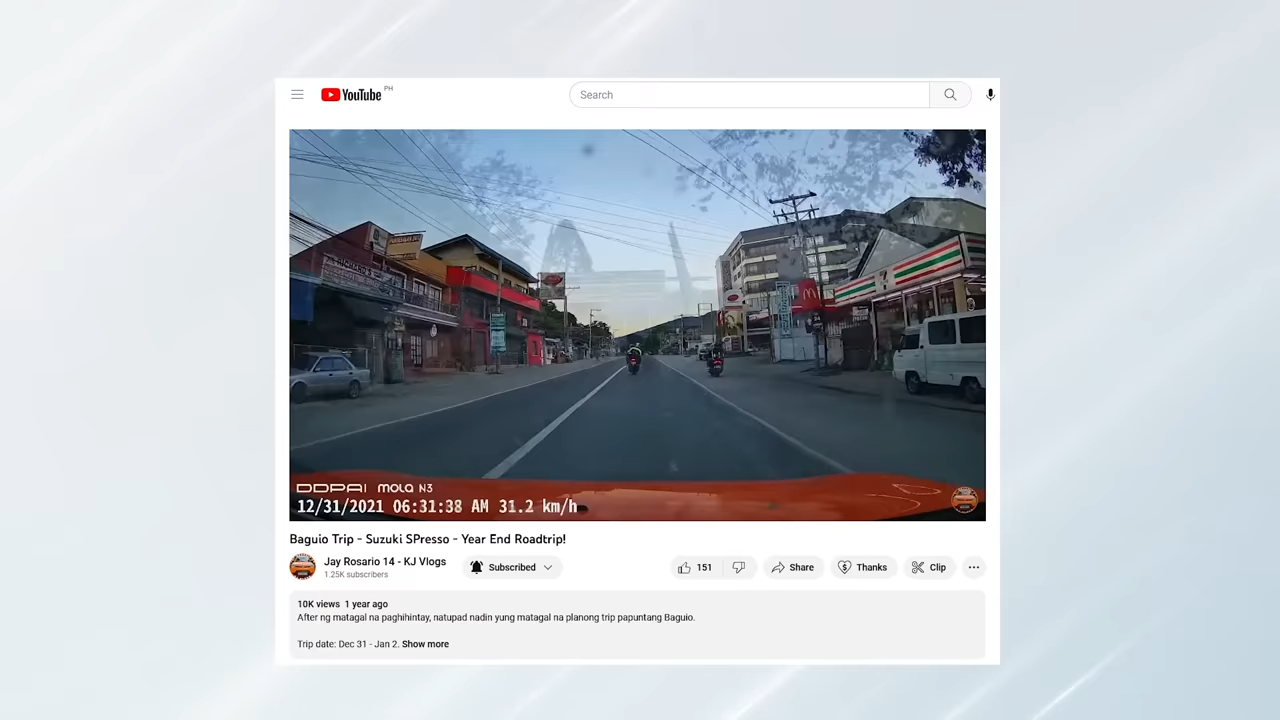 YouTube PH
Search
RICHARD'S
DDPAI mola N3
12/31/2021 06:31:38 AM 31.2 km/h
Baguio Trip - Suzuki SPresso - Year End Roadtrip!
Jay Rosario 14 - KJ Vlogs
1.25K subscribers
Subscribed
151
Share
Thanks
Clip
10K views 1 year ago
After ng matagal na paghihintay, natupad nadin yung matagal na planong trip papuntang Baguio.
Trip date: Dec 31 - Jan 2. Show more